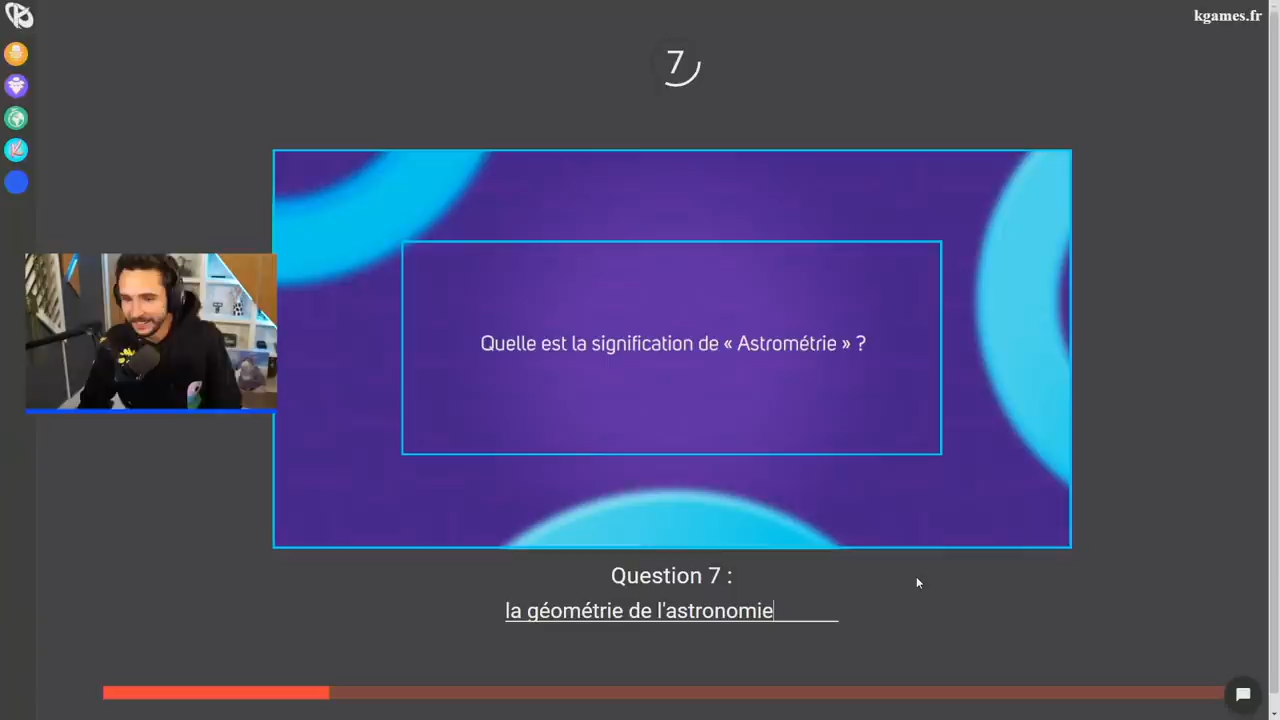 kgames.fr
7
Quelle est la signification de « Astrométrie » ?
Question 7 :
la géométrie de l'astronomie